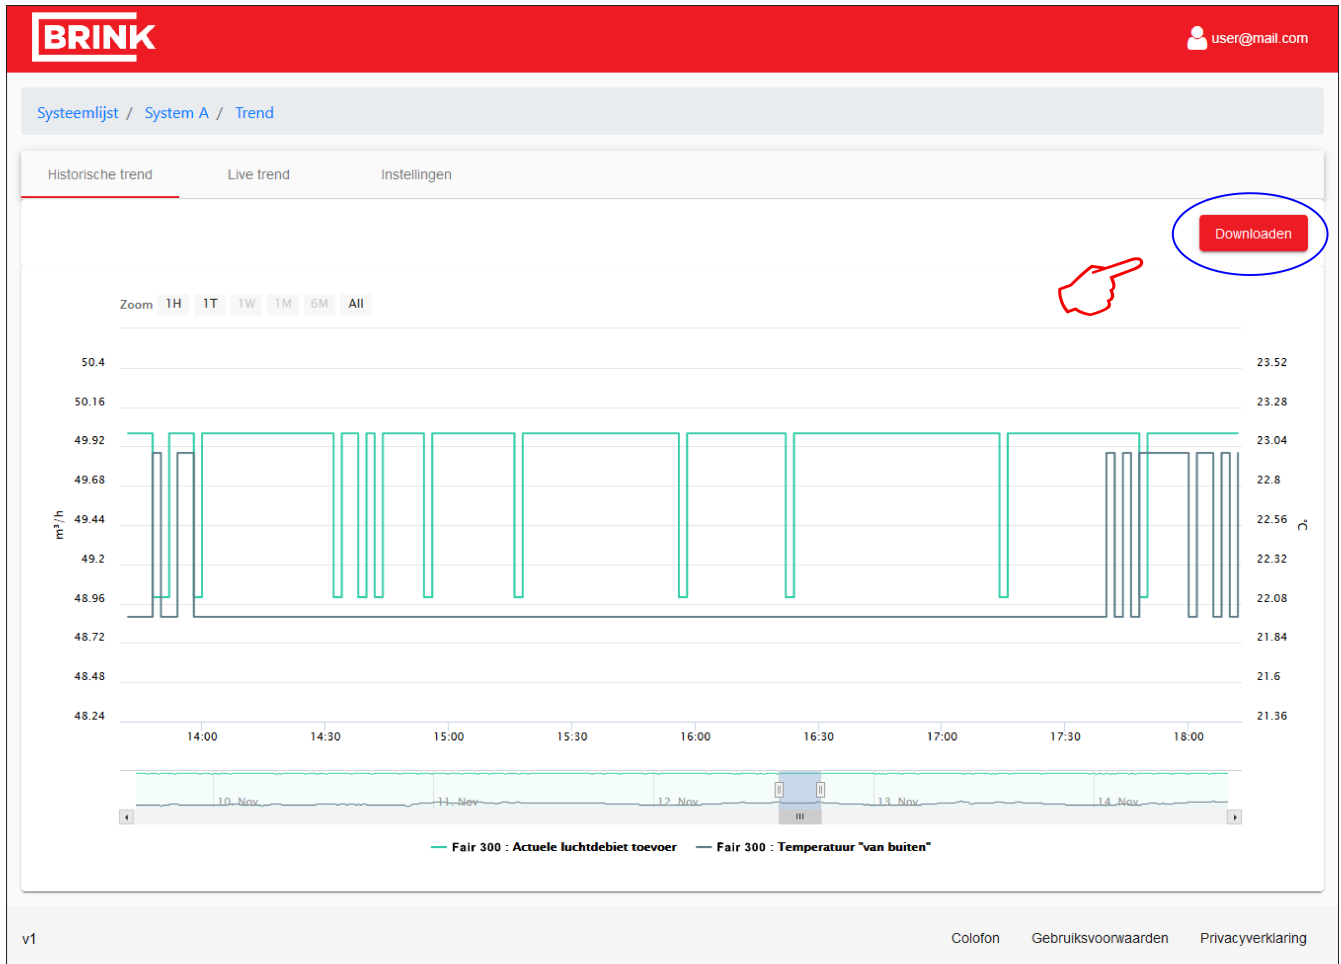 BRINK
user@mail.com
Systeemlijst / System A / Trend
Historische trend Live trend Instellingen
Downloaden
Zoom 1H 1T 1W 1M 6M All
50.4 23.52
50.16 23.28
49.92 23.04
49.68 22.8
49.44 22.56
m³/h °C
49.2 22.32
48.96 22.08
48.72 21.84
48.48 21.6
48.24 21.36
14:00 14:30 15:00 15:30 16:00 16:30 17:00 17:30 18:00
10. Nov 11. Nov 12. Nov 13. Nov 14. Nov
Fair 300 : Actuele luchtdebiet toevoer Fair 300 : Temperatuur "van buiten"
v1 Colofon Gebruiksvoorwaarden Privacyverklaring